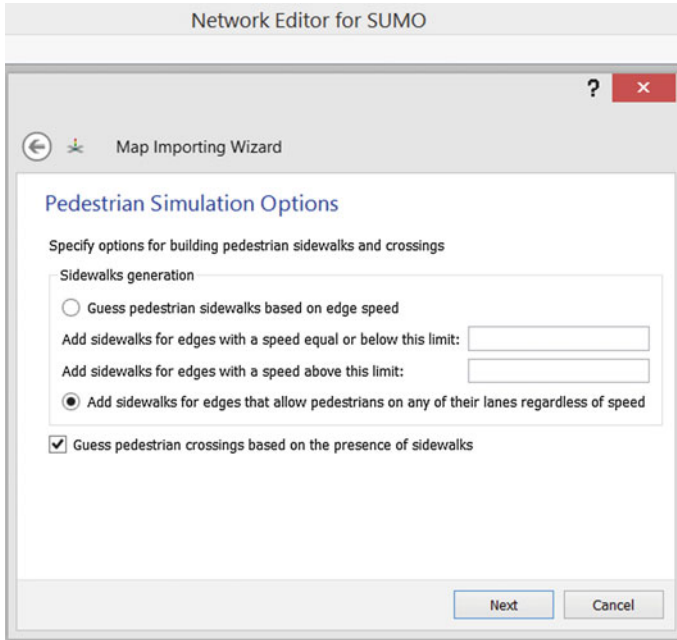 Network Editor for SUMO
?
Map Importing Wizard
Pedestrian Simulation Options
Specify options for building pedestrian sidewalks and crossings
Sidewalks generation
Guess pedestrian sidewalks based on edge speed
Add sidewalks for edges with a speed equal or below this limit:
Add sidewalks for edges with a speed above this limit:
Add sidewalks for edges that allow pedestrians on any of their lanes regardless of speed
Guess pedestrian crossings based on the presence of sidewalks
Next Cancel